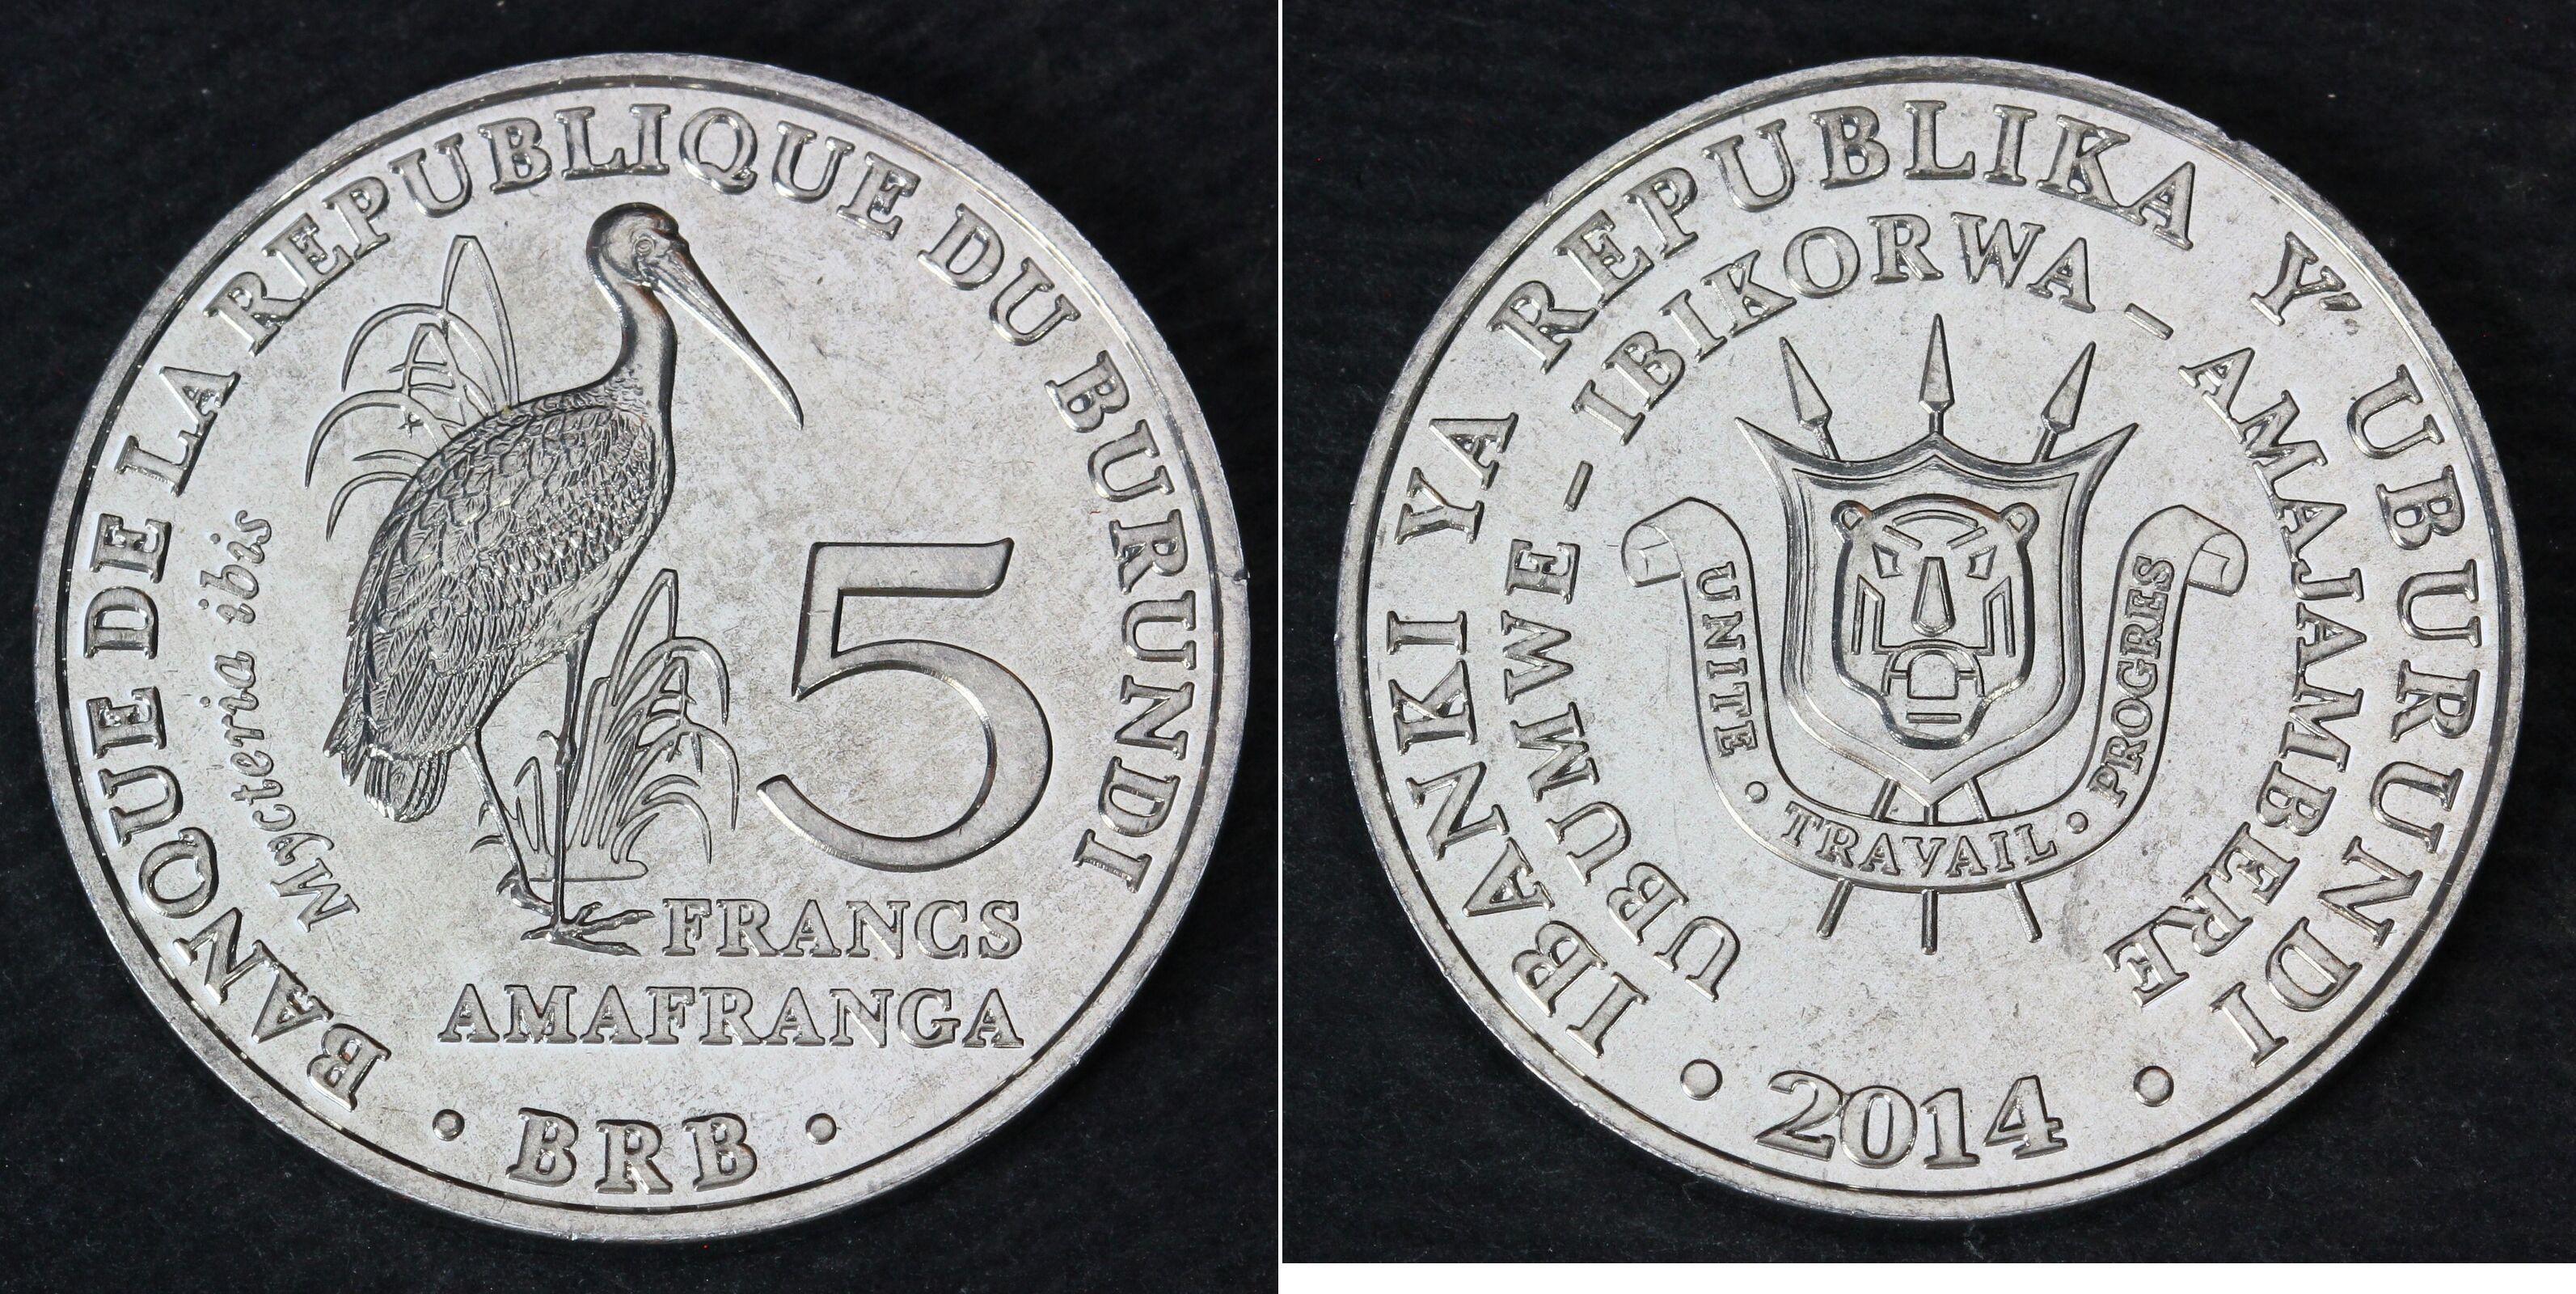 BANQUE DE LA REPUBLIQUE DU BURUNDI
Mycteria ibis
5
FRANCS
AMAFRANGA
• BRB •
IBANKI YA REPUBLIKA Y' UBURUNDI
UBUMWE - IBIKORWA - AMAJAMBERE
UNITE • TRAVAIL • PROGRES
• 2014 •